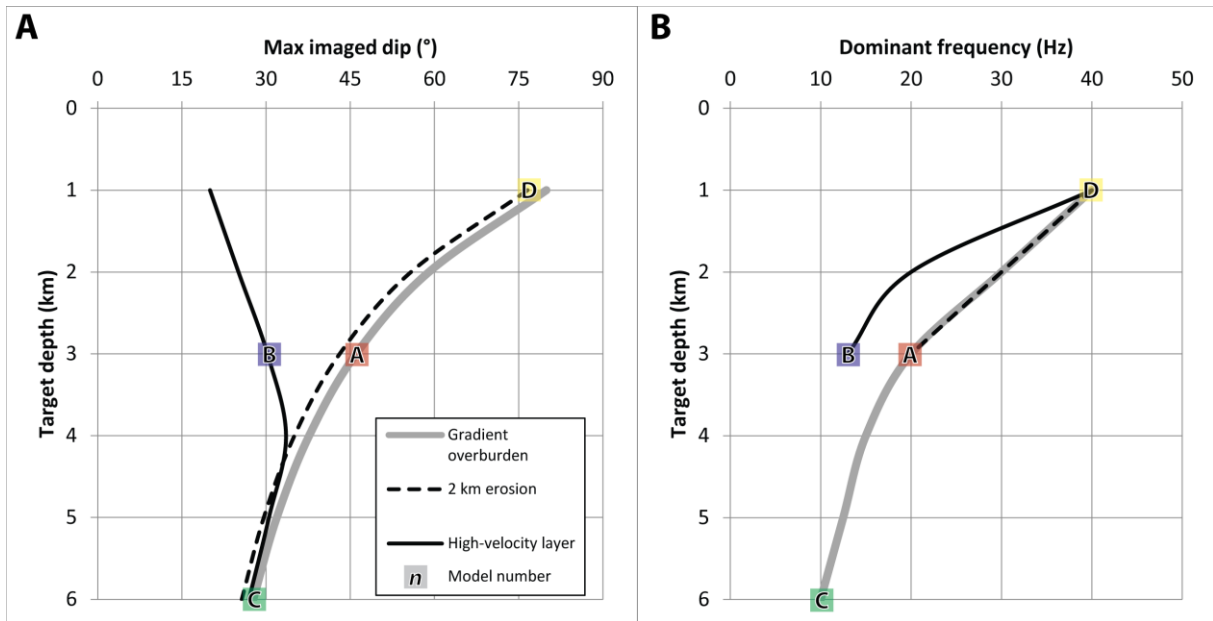 A
Max imaged dip (°)
0 15 30 45 60 75 90
Target depth (km)
0
1
2
3
4
5
6
D
B
A
C
Gradient
overburden
2 km erosion
High-velocity layer
n Model number
B
Dominant frequency (Hz)
0 10 20 30 40 50
Target depth (km)
0
1
2
3
4
5
6
D
B
A
C